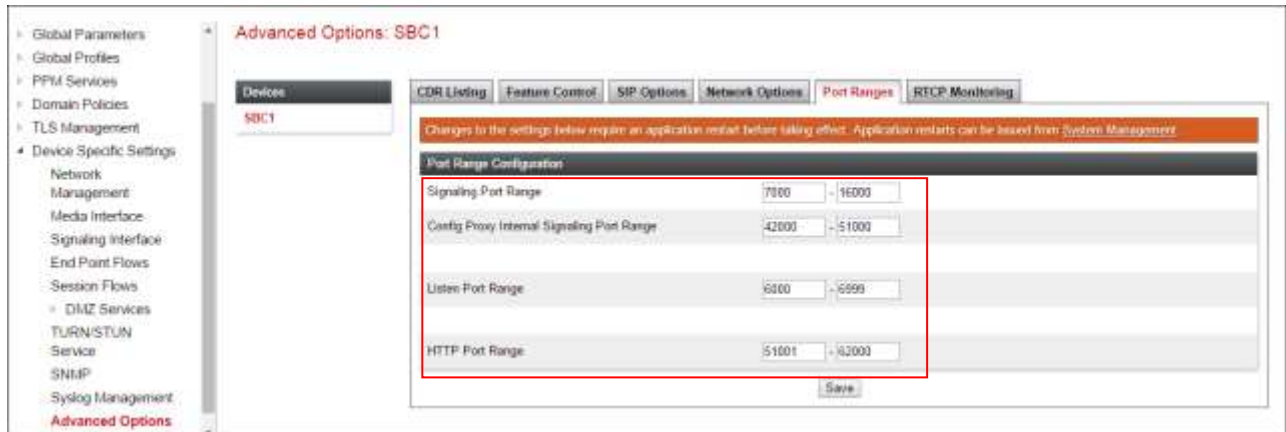 Global Parameters
Global Profiles
PPM Services
Domain Policies
TLS Management
Device Specific Settings
Network
Management
Media Interface
Signaling Interface
End Point Flows
Session Flows
DMZ Services
TURN/STUN
Service
SNMP
Syslog Management
Advanced Options
Advanced Options: SBC1
Devices
SBC1
CDR Listing Feature Control SIP Options Network Options Port Ranges RTCP Monitoring
Changes to the settings below require an application restart before taking effect. Application restarts can be issued from System Management.
Port Range Configuration
Signaling Port Range 7000 - 16000
Config Proxy Internal Signaling Port Range 42000 - 51000
Listen Port Range 6000 - 6999
HTTP Port Range 51001 - 62000
Save